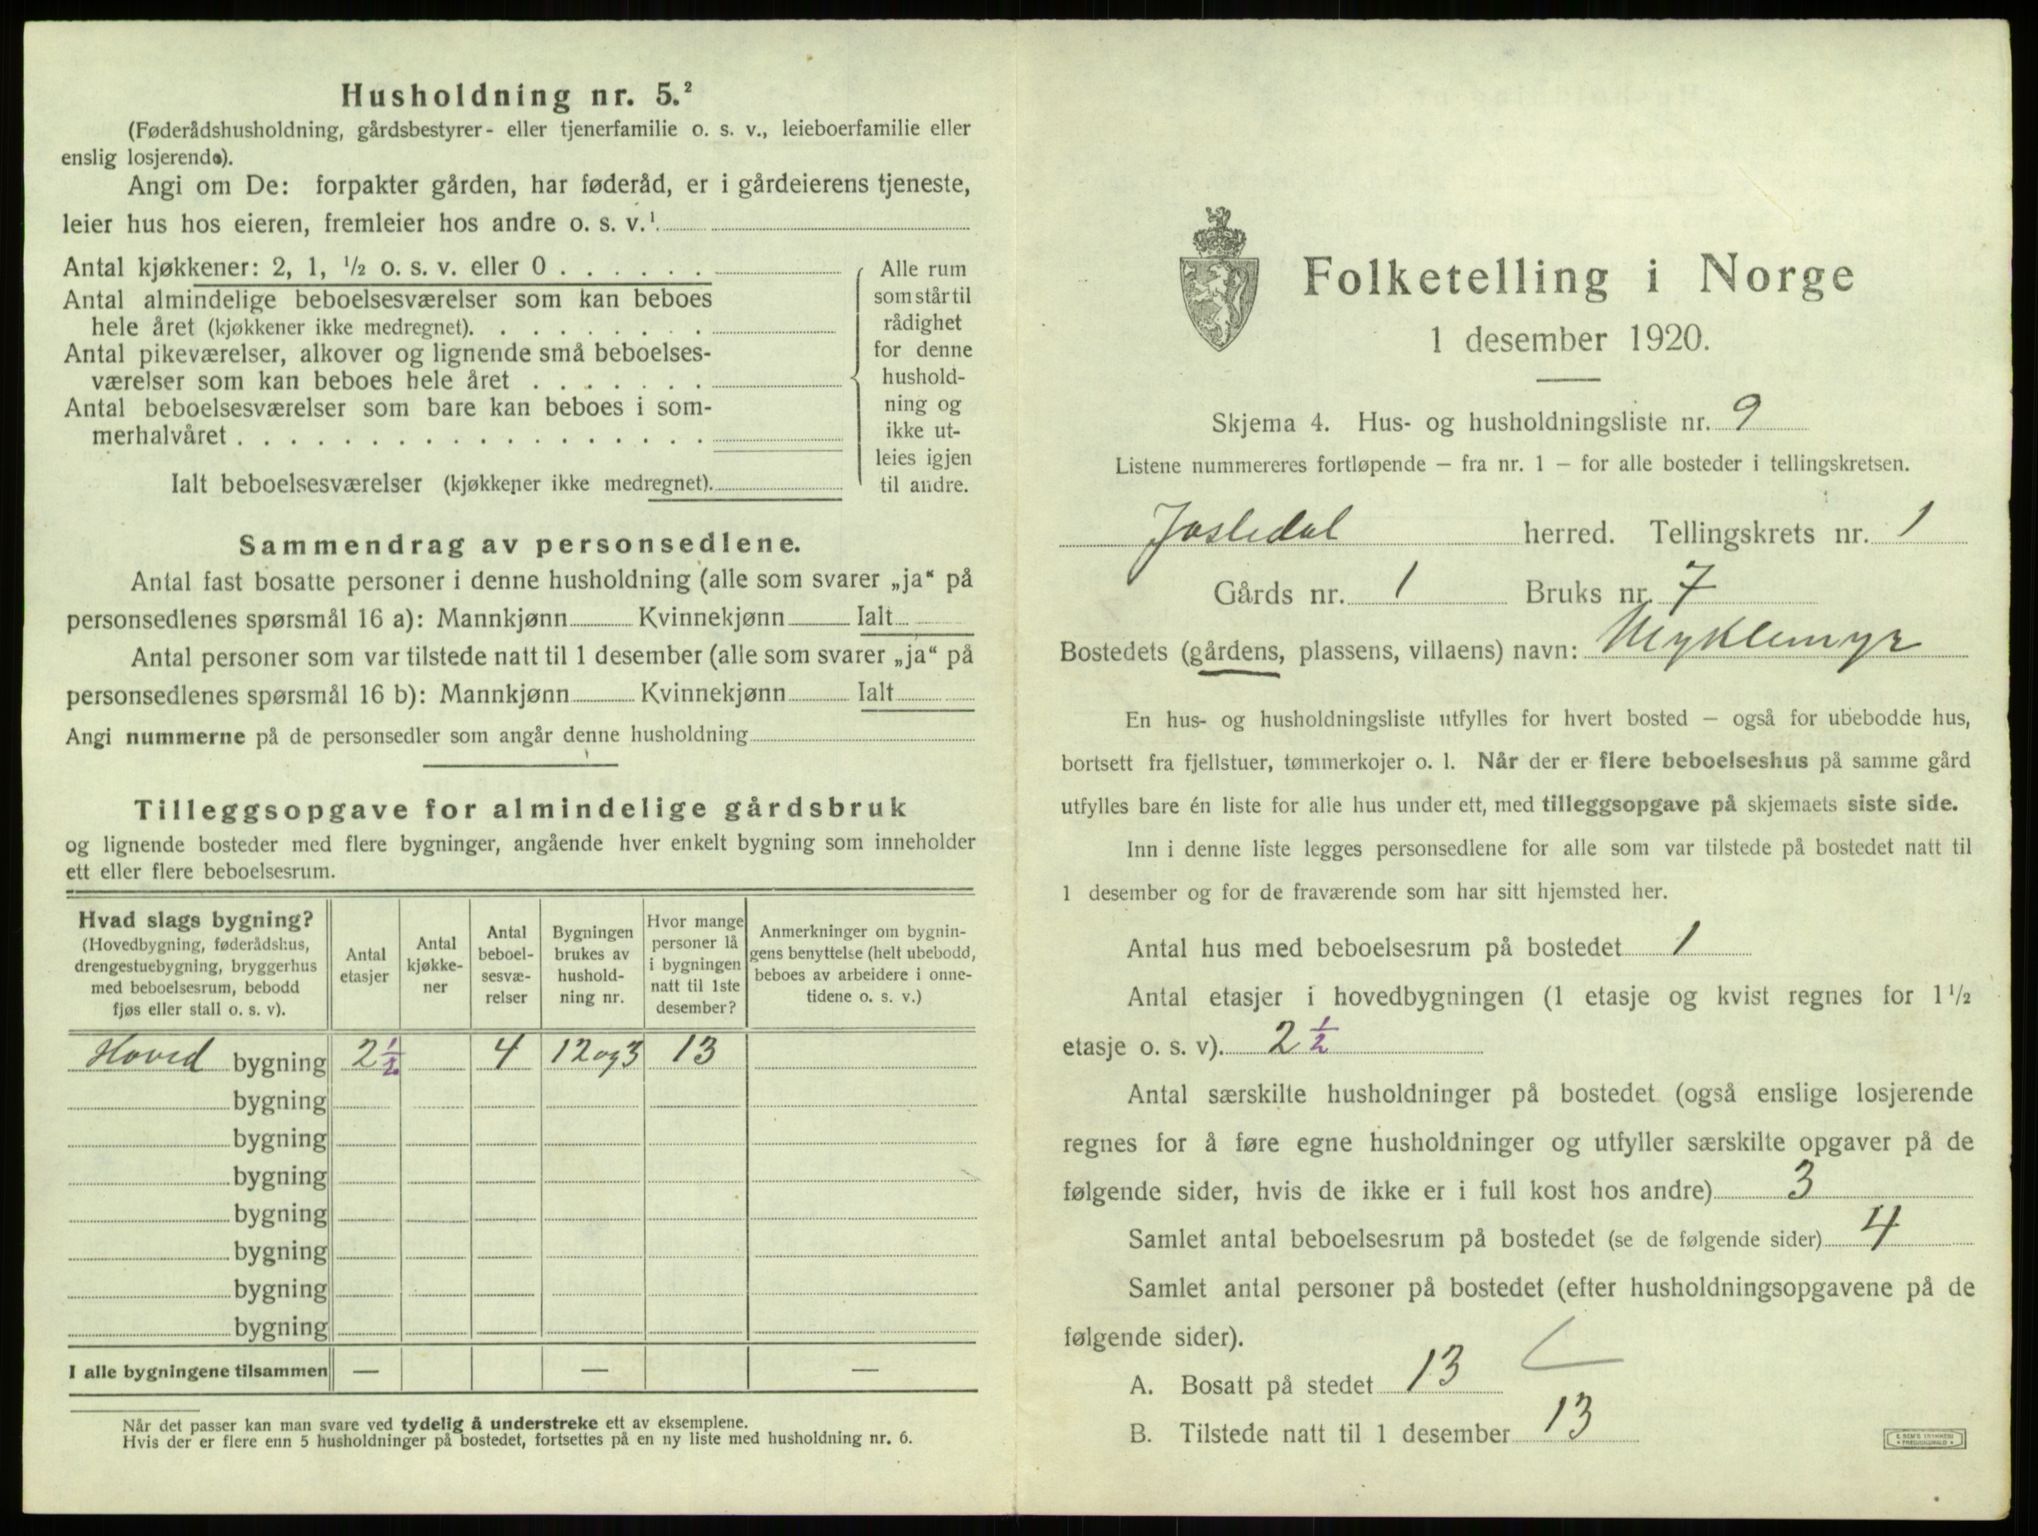 Husholdning nr. 5.²
(Føderådshusholdning, gårdsbestyrer- eller tjenerfamilie o. s. v., leieboerfamilie eller
enslig losjerende).
Angi om De: forpakter gården, har føderåd, er i gårdeierens tjeneste,
leier hus hos eieren, fremleier hos andre o. s. v.¹
Antal kjøkkener: 2, 1, ½ o. s. v. eller 0 . . . . . .
Antal almindelige beboelsesværelser som kan beboes
hele året (kjøkkener ikke medregnet). . . . . . . . .
Antal pikeværelser, alkover og lignende små beboelses-
værelser som kan beboes hele året . . . . . . .
Antal beboelsesværelser som bare kan beboes i som-
merhalvåret . . . . . . . . . . . . . . . . . .
Ialt beboelsesværelser (kjøkkener ikke medregnet).
Alle rum
som står til
rådighet
for denne
hushold-
ning og
ikke ut-
leies igjen
til andre.
Sammendrag av personsedlene.
Antal fast bosatte personer i denne husholdning (alle som svarer „ja“ på
personsedlenes spørsmål 16 a): Mannkjønn Kvinnekjønn Ialt
Antal personer som var tilstede natt til 1 desember (alle som svarer „ja“ på
personsedlenes spørsmål 16 b): Mannkjønn Kvinnekjønn Ialt
Angi nummerne på de personsedler som angår denne husholdning
Tilleggsopgave for almindelige gårdsbruk
og lignende bosteder med flere bygninger, angående hver enkelt bygning som inneholder
ett eller flere beboelsesrum.
Hvad slags bygning?
(Hovedbygning, føderådshus,
drengestuebygning, bryggerhus
med beboelsesrum, bebodd
fjøs eller stall o. s. v).
Antal
etasjer
Antal
kjøkke-
ner
Antal
beboel-
sesvæ-
relser
Bygningen
brukes av
hushold-
ning nr.
Hvor mange
personer lå
i bygningen
natt til 1ste
desember?
Anmerkninger om bygnin-
gens benyttelse (helt ubebodd,
beboes av arbeidere i onne-
tidene o. s. v.)
Hoved bygning 2 ½ 4 12 og 3 13
bygning
bygning
bygning
bygning
bygning
bygning
bygning
I alle bygningene tilsammen — — —
Når det passer kan man svare ved tydelig å understreke ett av eksemplene.
Hvis der er flere enn 5 husholdninger på bostedet, fortsettes på en ny liste med husholdning nr. 6.
Folketelling i Norge
1 desember 1920.
Skjema 4. Hus- og husholdningsliste nr. 9
Listene nummereres fortløpende — fra nr. 1 — for alle bosteder i tellingskretsen.
Jostedal herred. Tellingskrets nr. 1
Gårds nr. 1 Bruks nr. 7
Bostedets (gårdens, plassens, villaens) navn: Myklemyr
En hus- og husholdningsliste utfylles for hvert bosted — også for ubebodde hus,
bortsett fra fjellstuer, tømmerkojer o. l. Når der er flere beboelseshus på samme gård
utfylles bare én liste for alle hus under ett, med tilleggsopgave på skjemaets siste side.
Inn i denne liste legges personsedlene for alle som var tilstede på bostedet natt til
1 desember og for de fraværende som har sitt hjemsted her.
Antal hus med beboelsesrum på bostedet 1
Antal etasjer i hovedbygningen (1 etasje og kvist regnes for 1½
etasje o. s. v). 2 ½
Antal særskilte husholdninger på bostedet (også enslige losjerende
regnes for å føre egne husholdninger og utfyller særskilte opgaver på de
følgende sider, hvis de ikke er i full kost hos andre) 3
Samlet antal beboelsesrum på bostedet (se de følgende sider) 4
Samlet antal personer på bostedet (efter husholdningsopgavene på de
følgende sider).
A. Bosatt på stedet 13
B. Tilstede natt til 1 desember 13